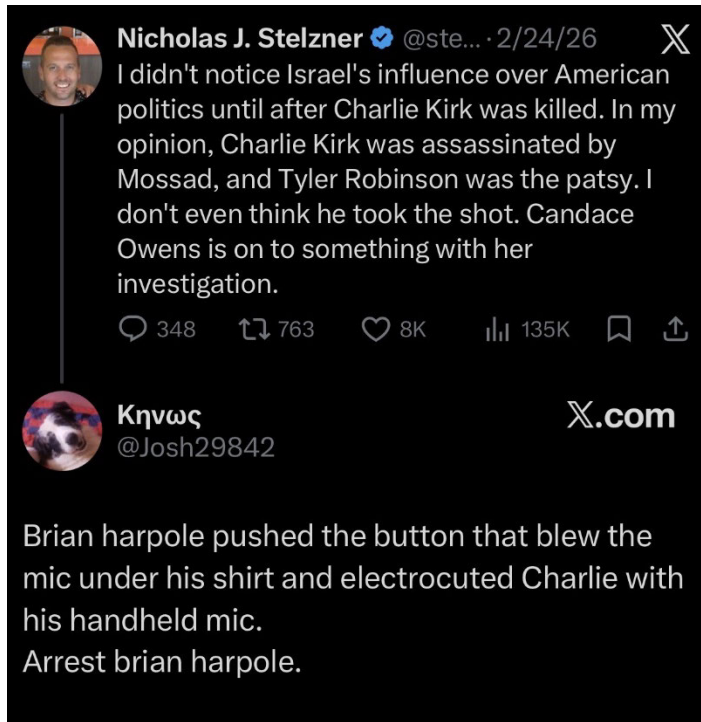 Nicholas J. Stelzner @ste... · 2/24/26
I didn't notice Israel's influence over American
politics until after Charlie Kirk was killed. In my
opinion, Charlie Kirk was assassinated by
Mossad, and Tyler Robinson was the patsy. I
don't even think he took the shot. Candace
Owens is on to something with her
investigation.
348 763 8K 135K
Κηνως X.com
@Josh29842
Brian harpole pushed the button that blew the
mic under his shirt and electrocuted Charlie with
his handheld mic.
Arrest brian harpole.